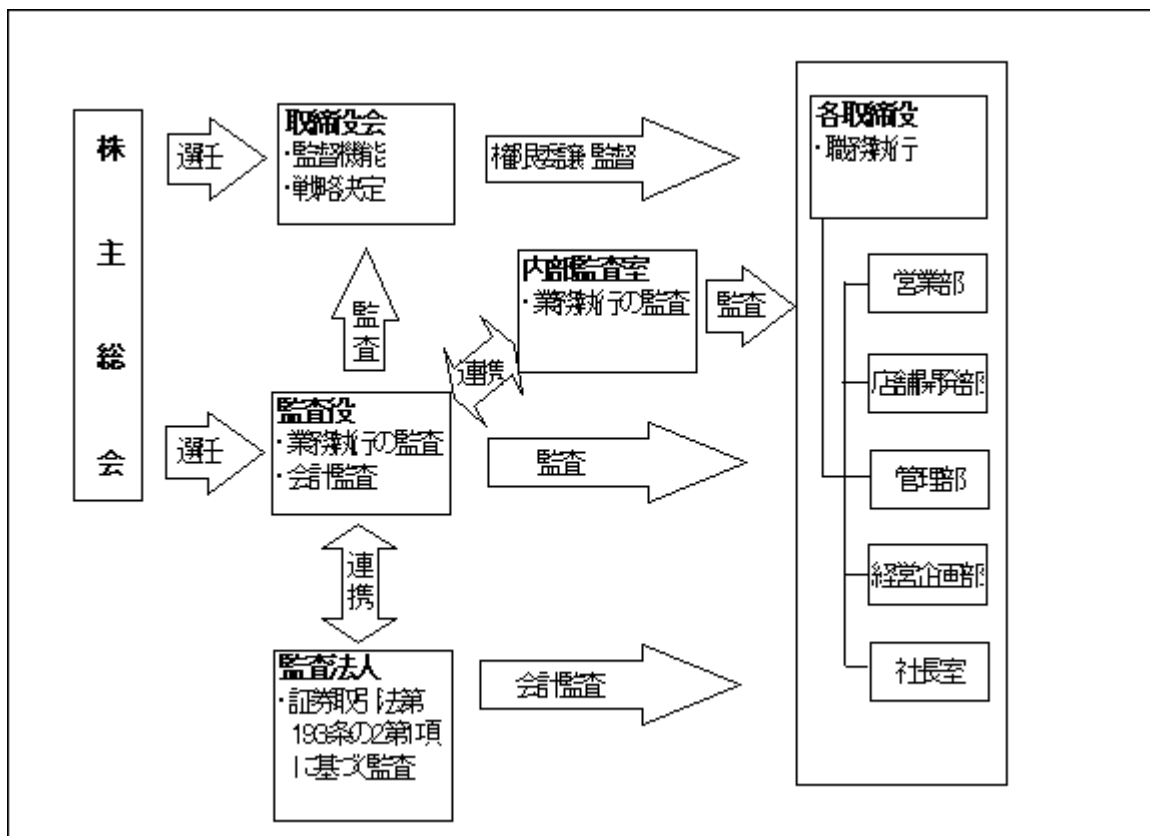 株主総会
選任
取締役会
・監督機能
・戦略決定
権限委譲 監督
各取締役
・職務執行
監査
内部監査室
・業務執行の監査
監査
連携
選任
監査役
・業務執行の監査
・会計監査
監査
連携
監査法人
・証券取引法第
193条の2第1項
に基づく監査
会計監査
営業部
店舗開発部
管理部
経営企画部
社長室